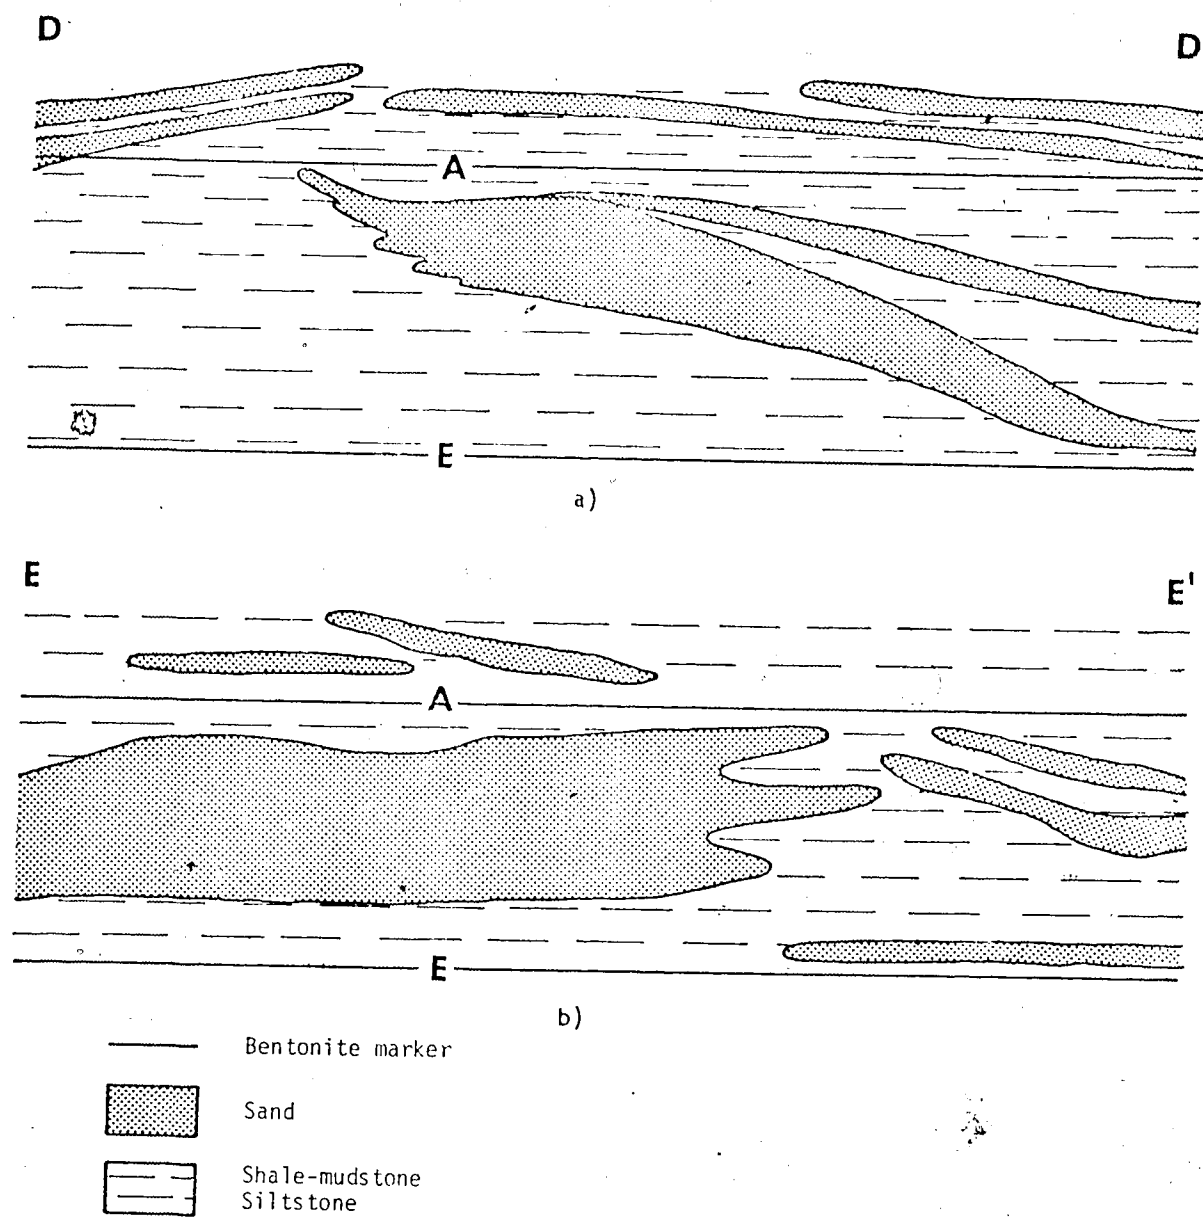 D D
A
E
a)
E E'
A
E
b)
Bentonite marker
Sand
Shale-mudstone
Siltstone